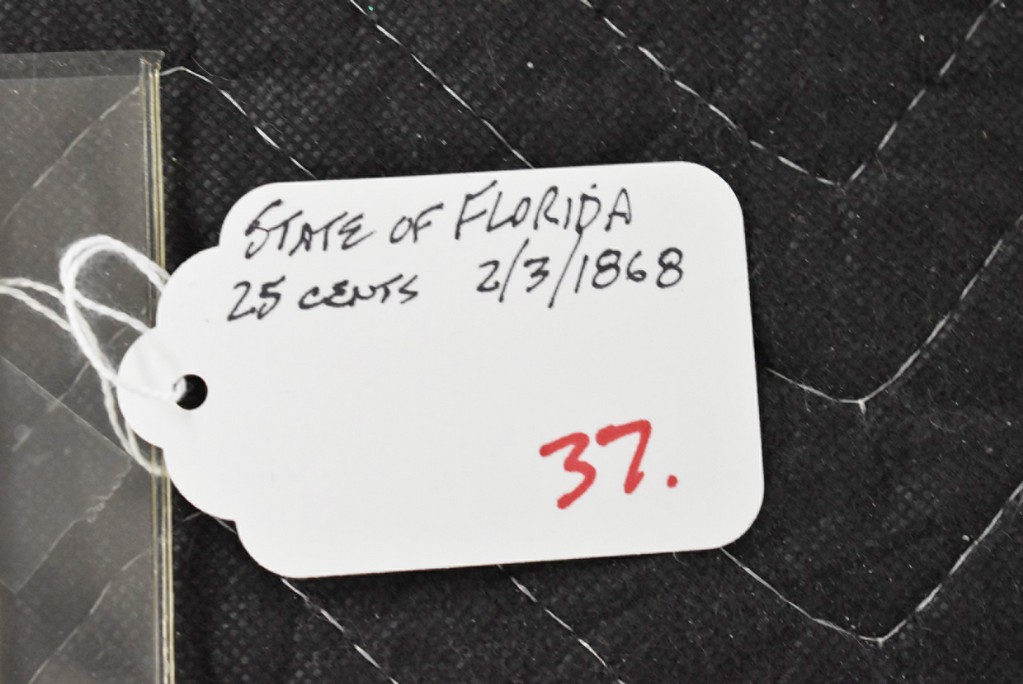 STATE OF FLORIDA
25 CENTS 2/3/1868
37.